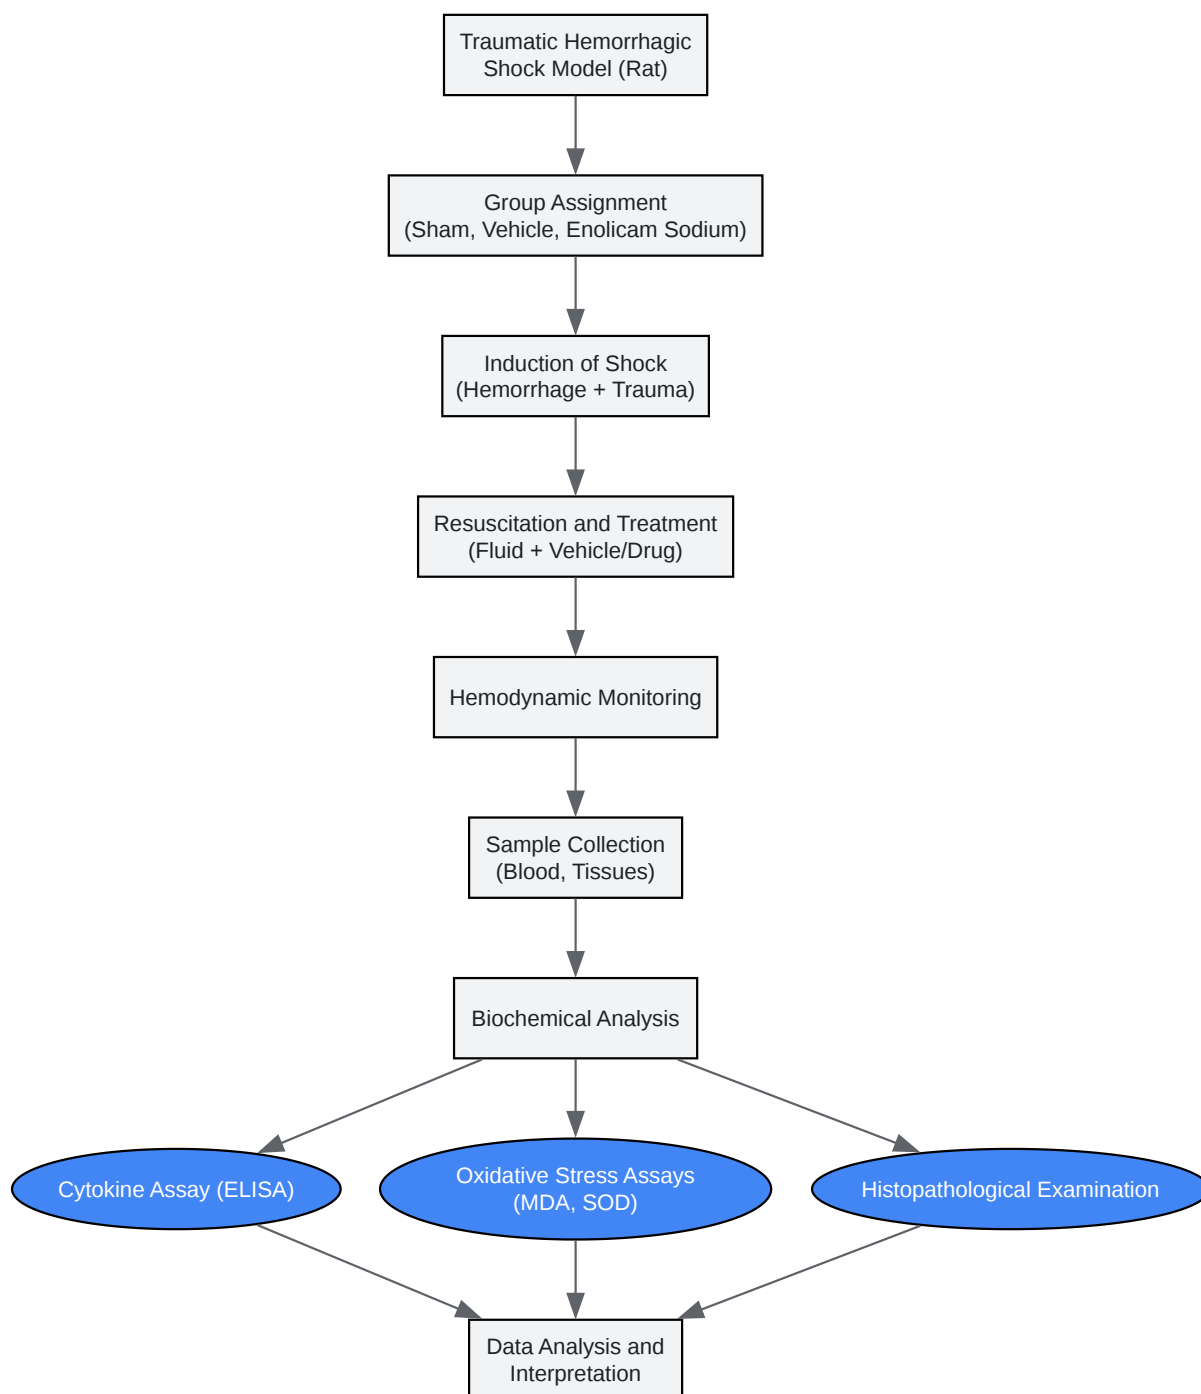 Traumatic Hemorrhagic
Shock Model (Rat)
Group Assignment
(Sham, Vehicle, Enolicam Sodium)
Induction of Shock
(Hemorrhage + Trauma)
Resuscitation and Treatment
(Fluid + Vehicle/Drug)
Hemodynamic Monitoring
Sample Collection
(Blood, Tissues)
Biochemical Analysis
Cytokine Assay (ELISA)
Oxidative Stress Assays
(MDA, SOD)
Histopathological Examination
Data Analysis and
Interpretation